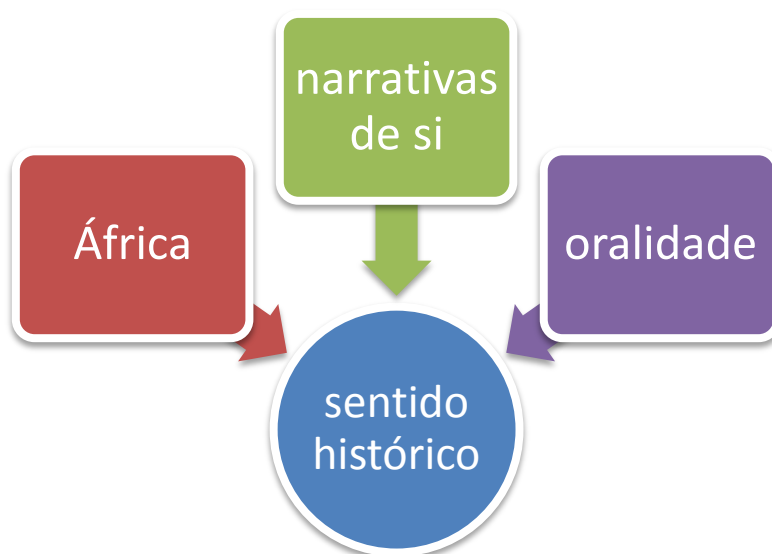 narrativas
de si
África
oralidade
sentido
histórico